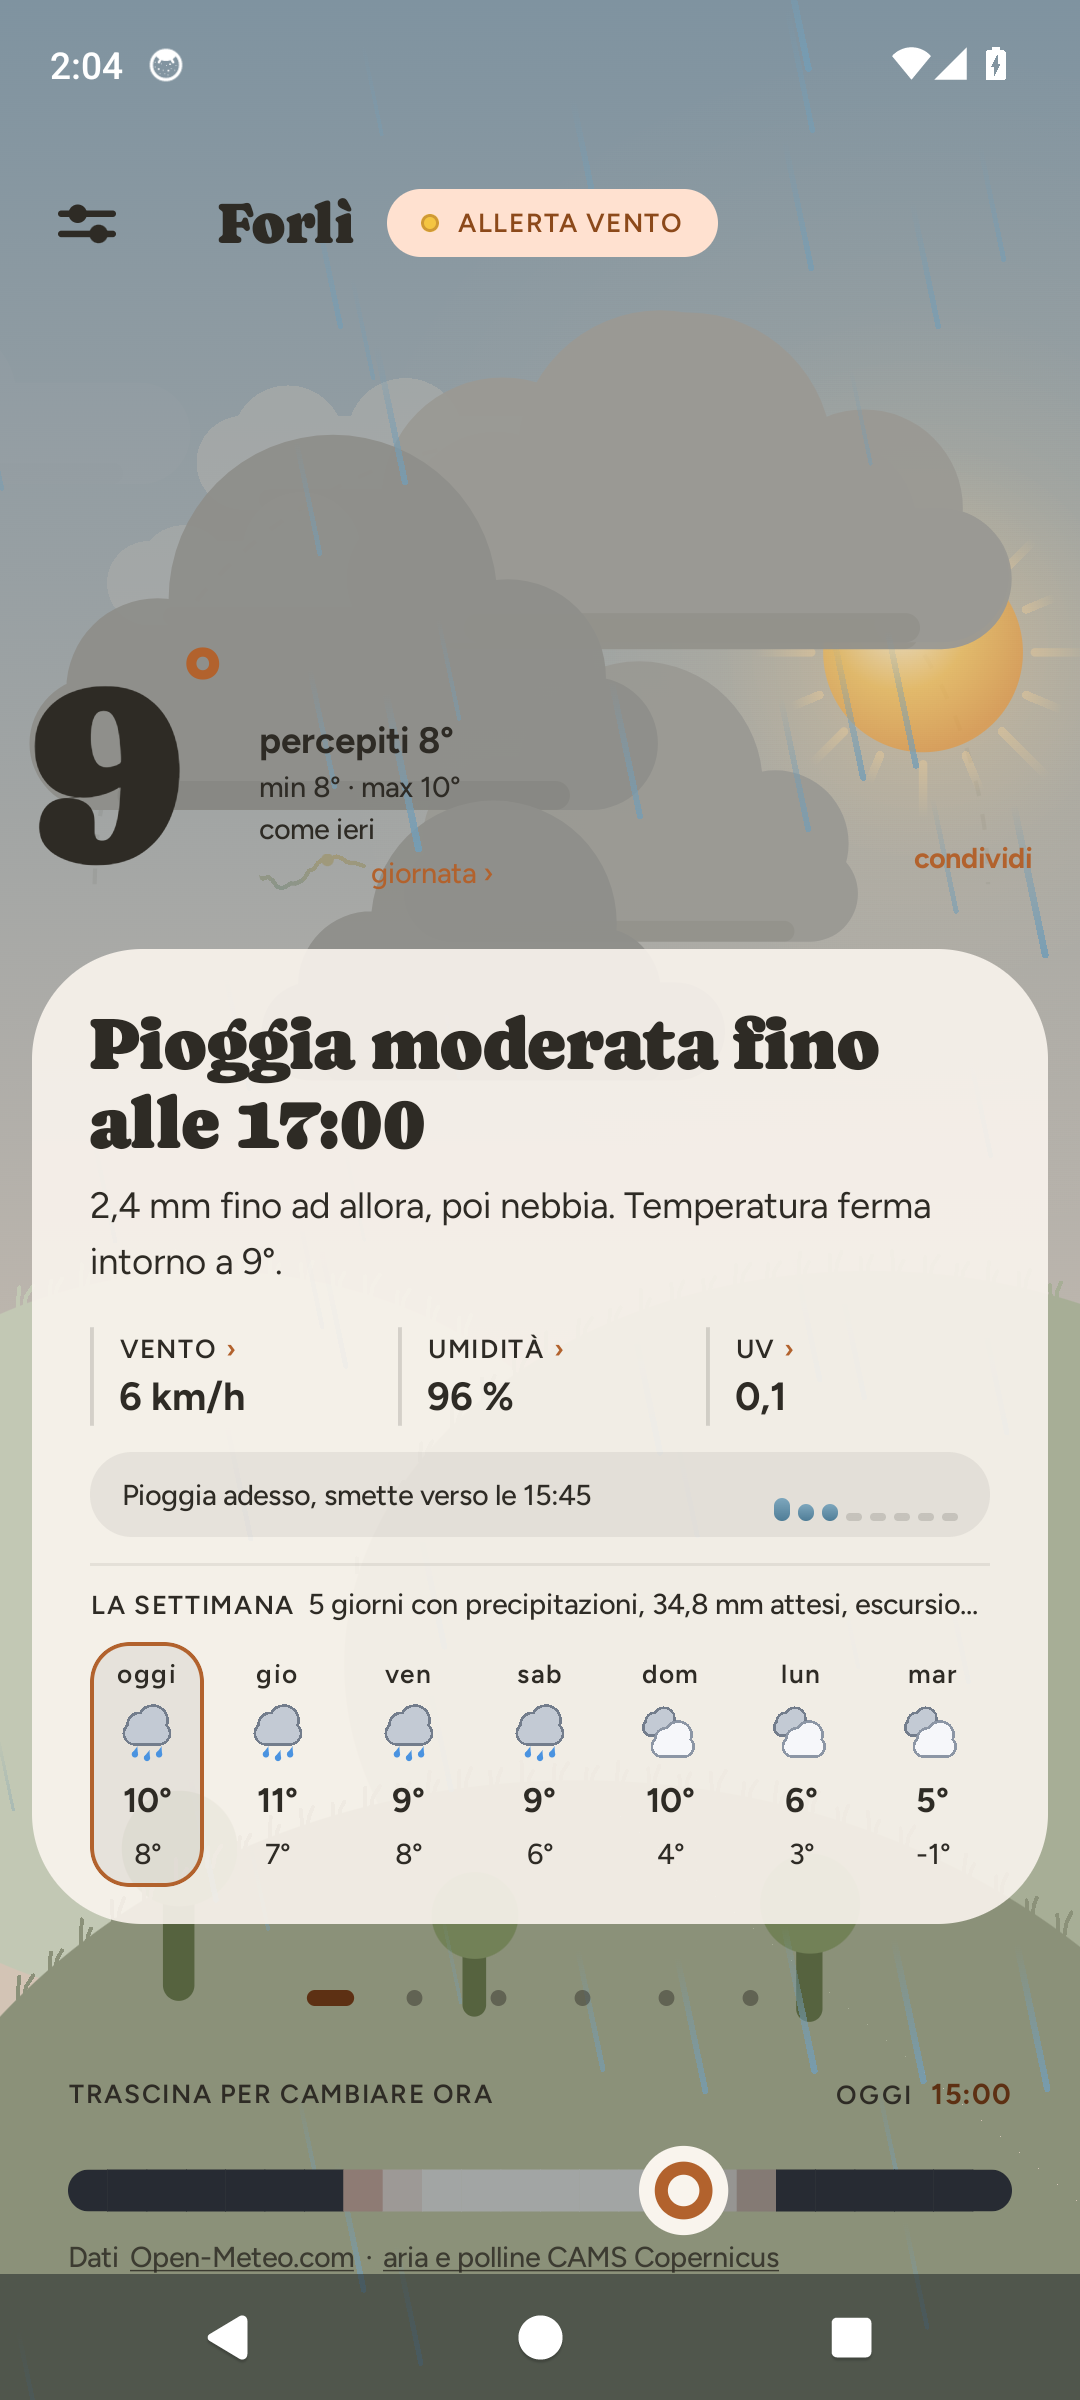 2:04
Forlì
ALLERTA VENTO
9°
percepiti 8°
min 8° · max 10°
come ieri
giornata ›
condividi
Pioggia moderata fino
alle 17:00
2,4 mm fino ad allora, poi nebbia. Temperatura ferma
intorno a 9°.
VENTO › UMIDITÀ › UV ›
6 km/h 96 % 0,1
Pioggia adesso, smette verso le 15:45
LA SETTIMANA 5 giorni con precipitazioni, 34,8 mm attesi, escursio...
oggi gio ven sab dom lun mar
10° 11° 9° 9° 10° 6° 5°
8° 7° 8° 6° 4° 3° -1°
TRASCINA PER CAMBIARE ORA OGGI 15:00
Dati Open-Meteo.com · aria e polline CAMS Copernicus